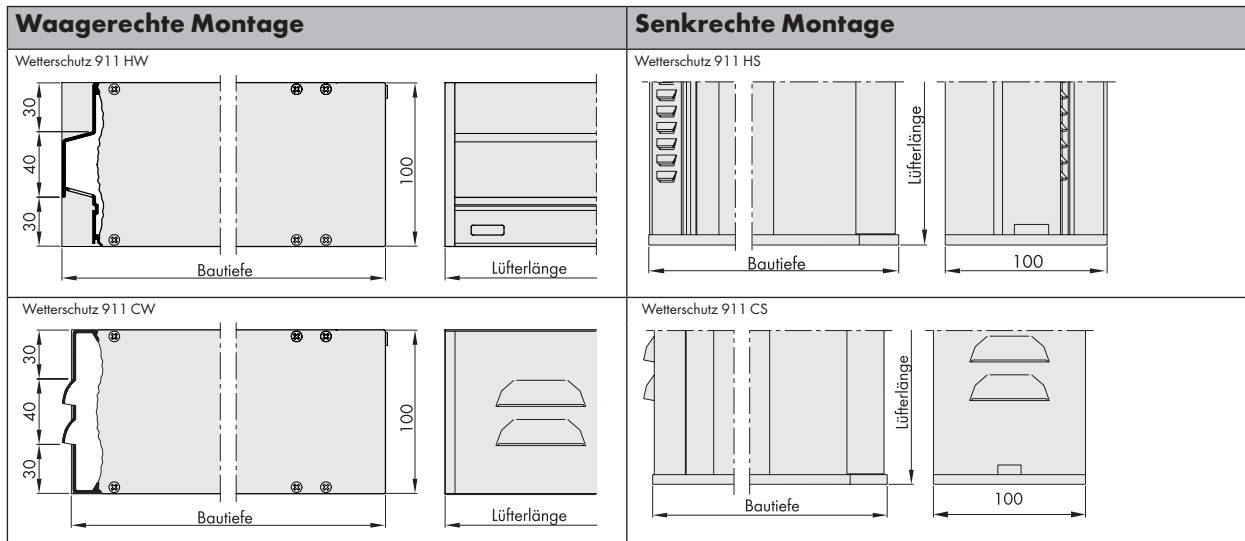 Waagerechte Montage
Senkrechte Montage
Wetterschutz 911 HW
30
40
30
100
Bautiefe
Lüfterlänge
Wetterschutz 911 HS
Lüfterlänge
Bautiefe
100
Wetterschutz 911 CW
30
40
30
100
Bautiefe
Lüfterlänge
Wetterschutz 911 CS
Lüfterlänge
Bautiefe
100